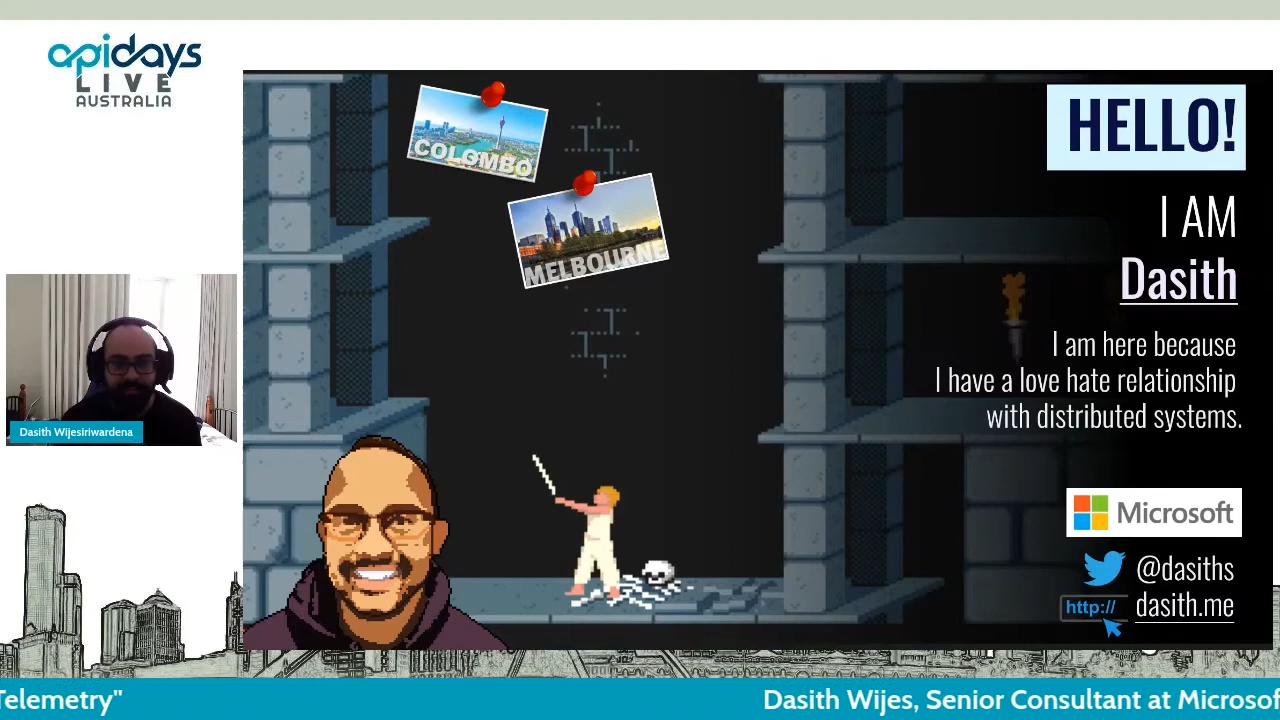 apidays
LIVE
AUSTRALIA
COLOMBO
MELBOURNE
HELLO!
I AM
Dasith
I am here because
I have a love hate relationship
with distributed systems.
Dasith Wijesiriwardena
Microsoft
@dasiths
http://
dasith.me
Telemetry"
Dasith Wijes, Senior Consultant at Microsof